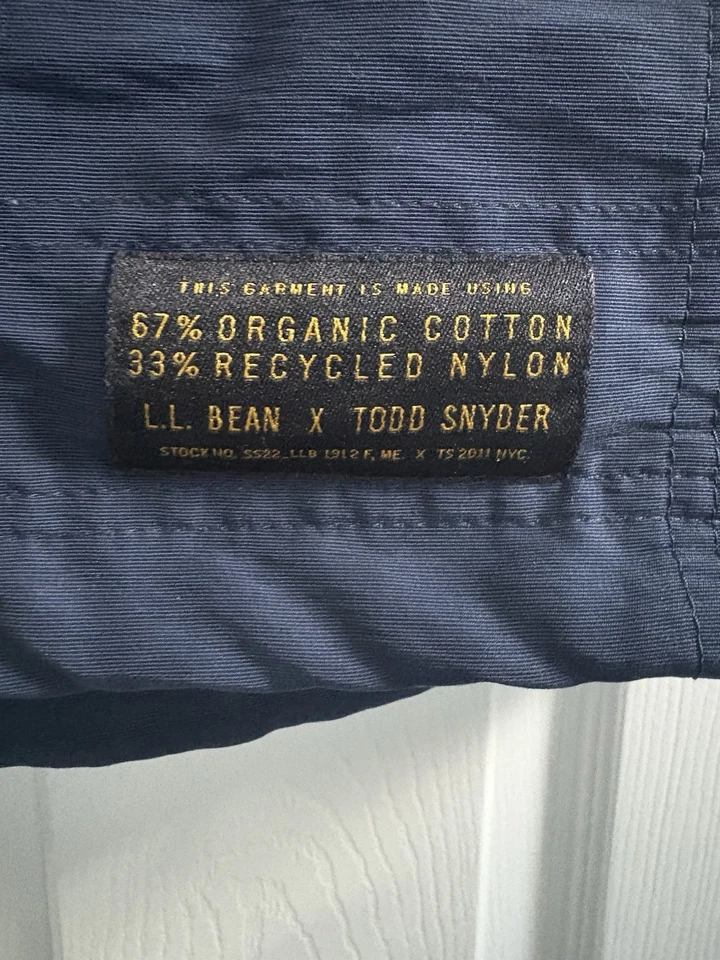 THIS GARMENT IS MADE USING
67% ORGANIC COTTON
33% RECYCLED NYLON
L.L. BEAN X TODD SNYDER
STOCK NO. SS22_LLB 1912 F, ME. X TS 2011 NYC